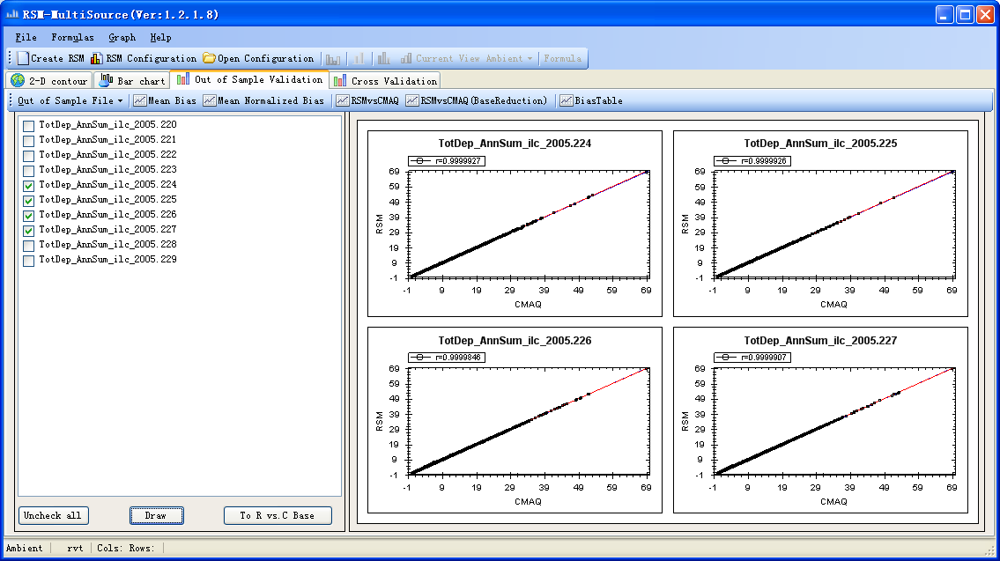 RSM-MultiSource(Ver:1.2.1.8)
File Formulas Graph Help
Create RSM RSM Configuration Open Configuration Current View Ambient Formula
2-D contour Bar chart Out of Sample Validation Cross Validation
Out of Sample File Mean Bias Mean Normalized Bias RSMvsCMAQ RSMvsCMAQ(BaseReduction) BiasTable
TotDep_AnnSum_ilc_2005.220
TotDep_AnnSum_ilc_2005.221
TotDep_AnnSum_ilc_2005.222
TotDep_AnnSum_ilc_2005.223
TotDep_AnnSum_ilc_2005.224
TotDep_AnnSum_ilc_2005.225
TotDep_AnnSum_ilc_2005.226
TotDep_AnnSum_ilc_2005.227
TotDep_AnnSum_ilc_2005.228
TotDep_AnnSum_ilc_2005.229
Uncheck all Draw To R vs.C Base
TotDep_AnnSum_ilc_2005.224
r=0.9999927
69
59
49
39
29
19
9
-1
RSM
-1 9 19 29 39 49 59 69
CMAQ
TotDep_AnnSum_ilc_2005.225
r=0.9999926
69
59
49
39
29
19
9
-1
RSM
-1 9 19 29 39 49 59 69
CMAQ
TotDep_AnnSum_ilc_2005.226
r=0.9999846
69
59
49
39
29
19
9
-1
RSM
-1 9 19 29 39 49 59 69
CMAQ
TotDep_AnnSum_ilc_2005.227
r=0.9999907
69
59
49
39
29
19
9
-1
RSM
-1 9 19 29 39 49 59 69
CMAQ
Ambient rvt Cols: Rows: